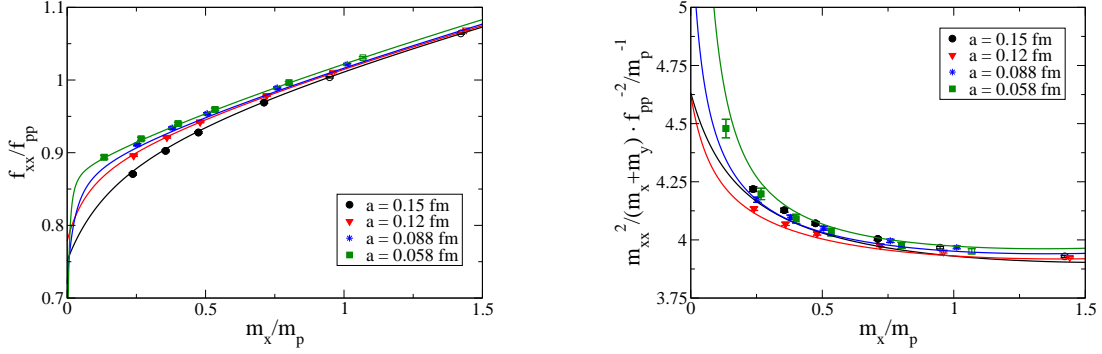 1.1
1
0.9
0.8
0.7
f_xx/f_pp
0
0.5
1
1.5
m_x/m_p
a = 0.15 fm
a = 0.12 fm
a = 0.088 fm
a = 0.058 fm
5
4.75
4.5
4.25
4
3.75
m_xx^2/(m_x+m_y) · f_pp^-2/m_p^-1
0
0.5
1
1.5
m_x/m_p
a = 0.15 fm
a = 0.12 fm
a = 0.088 fm
a = 0.058 fm